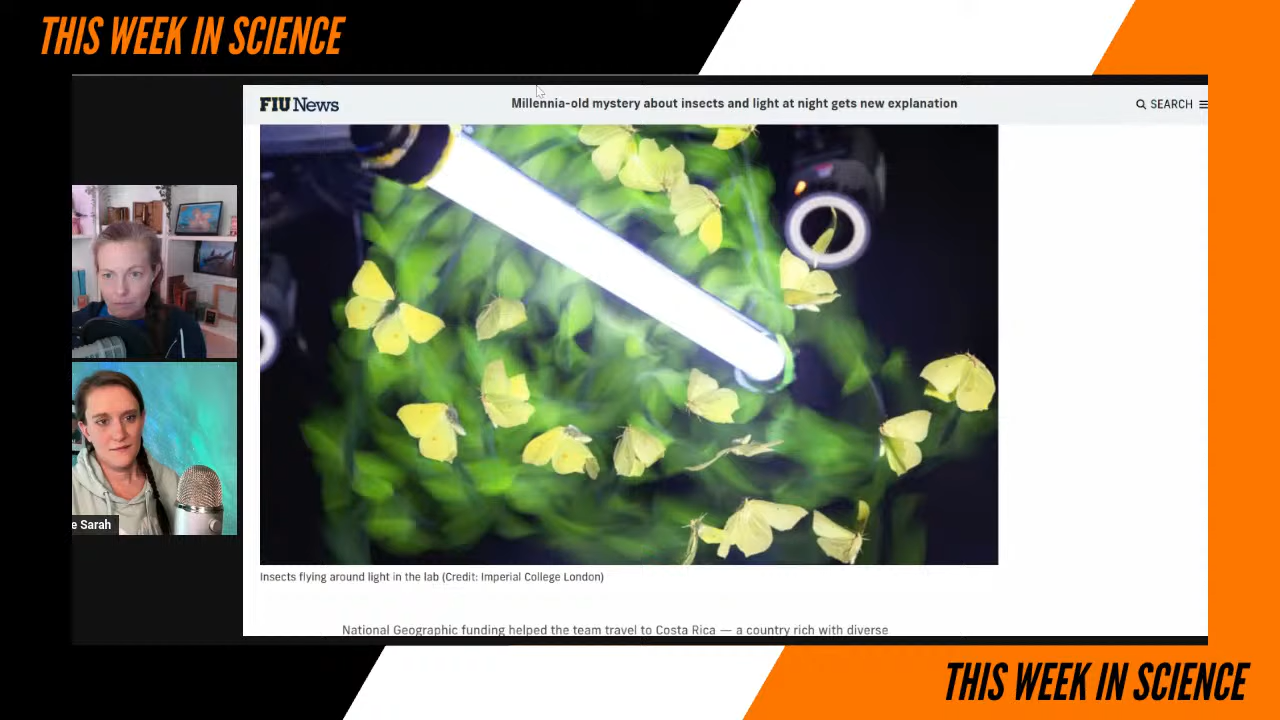 THIS WEEK IN SCIENCE
FIU News
Millennia-old mystery about insects and light at night gets new explanation
SEARCH
e Sarah
Insects flying around light in the lab (Credit: Imperial College London)
National Geographic funding helped the team travel to Costa Rica — a country rich with diverse
THIS WEEK IN SCIENCE